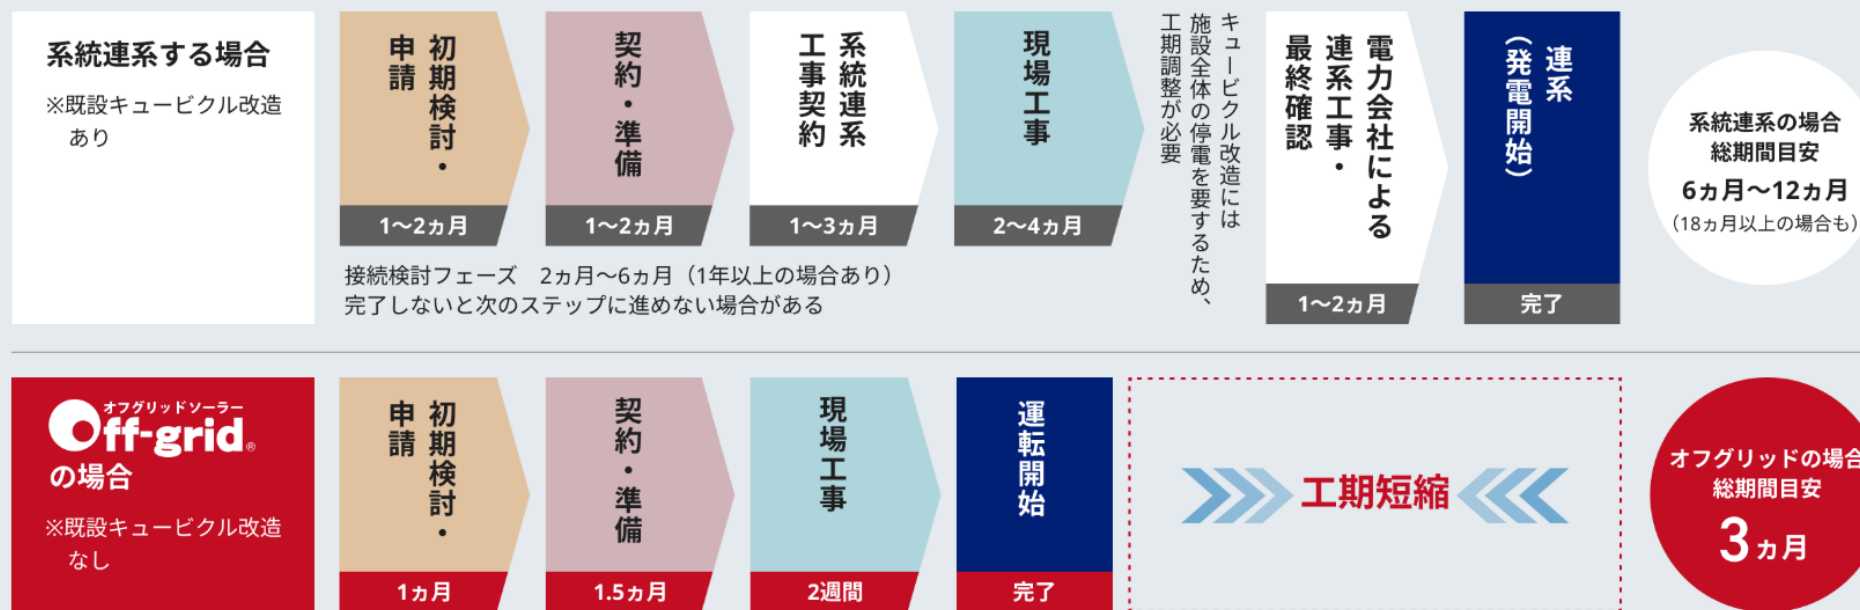 系統連系する場合
※既設キュービクル改造
あり
初期検討・
申請
1〜2ヵ月
契約・準備
1〜2ヵ月
系統連系
工事契約
1〜3ヵ月
現場工事
2〜4ヵ月
接続検討フェーズ　2ヵ月〜6ヵ月（1年以上の場合あり）
完了しないと次のステップに進めない場合がある
キュービクル改造には
施設全体の停電を要するため、
工期調整が必要
電力会社による
連系工事・
最終確認
1〜2ヵ月
連系
（発電開始）
完了
系統連系の場合
総期間目安
6ヵ月〜12ヵ月
（18ヵ月以上の場合も）
オフグリッドソーラー
Off-grid®
の場合
※既設キュービクル改造
なし
初期検討・
申請
1ヵ月
契約・準備
1.5ヵ月
現場工事
2週間
運転開始
完了
工期短縮
オフグリッドの場合
総期間目安
3ヵ月